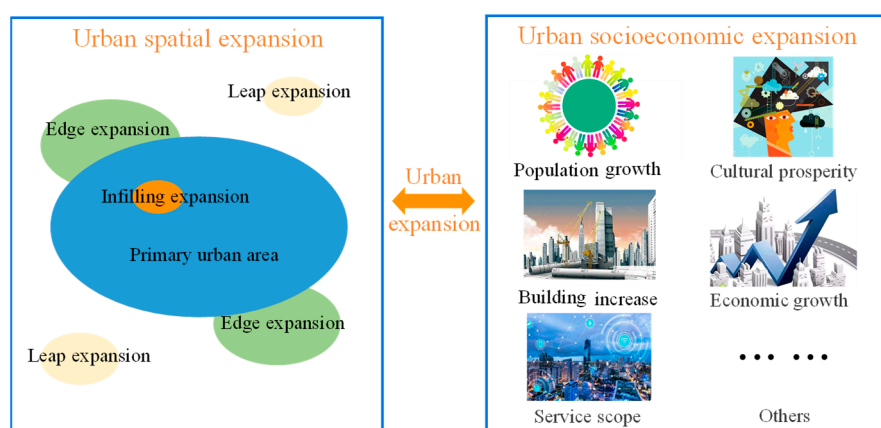 Urban spatial expansion
Leap expansion
Edge expansion
Infilling expansion
Primary urban area
Edge expansion
Leap expansion
Urban
expansion
Urban socioeconomic expansion
Population growth
Cultural prosperity
Building increase
Economic growth
Service scope
... ...
Others